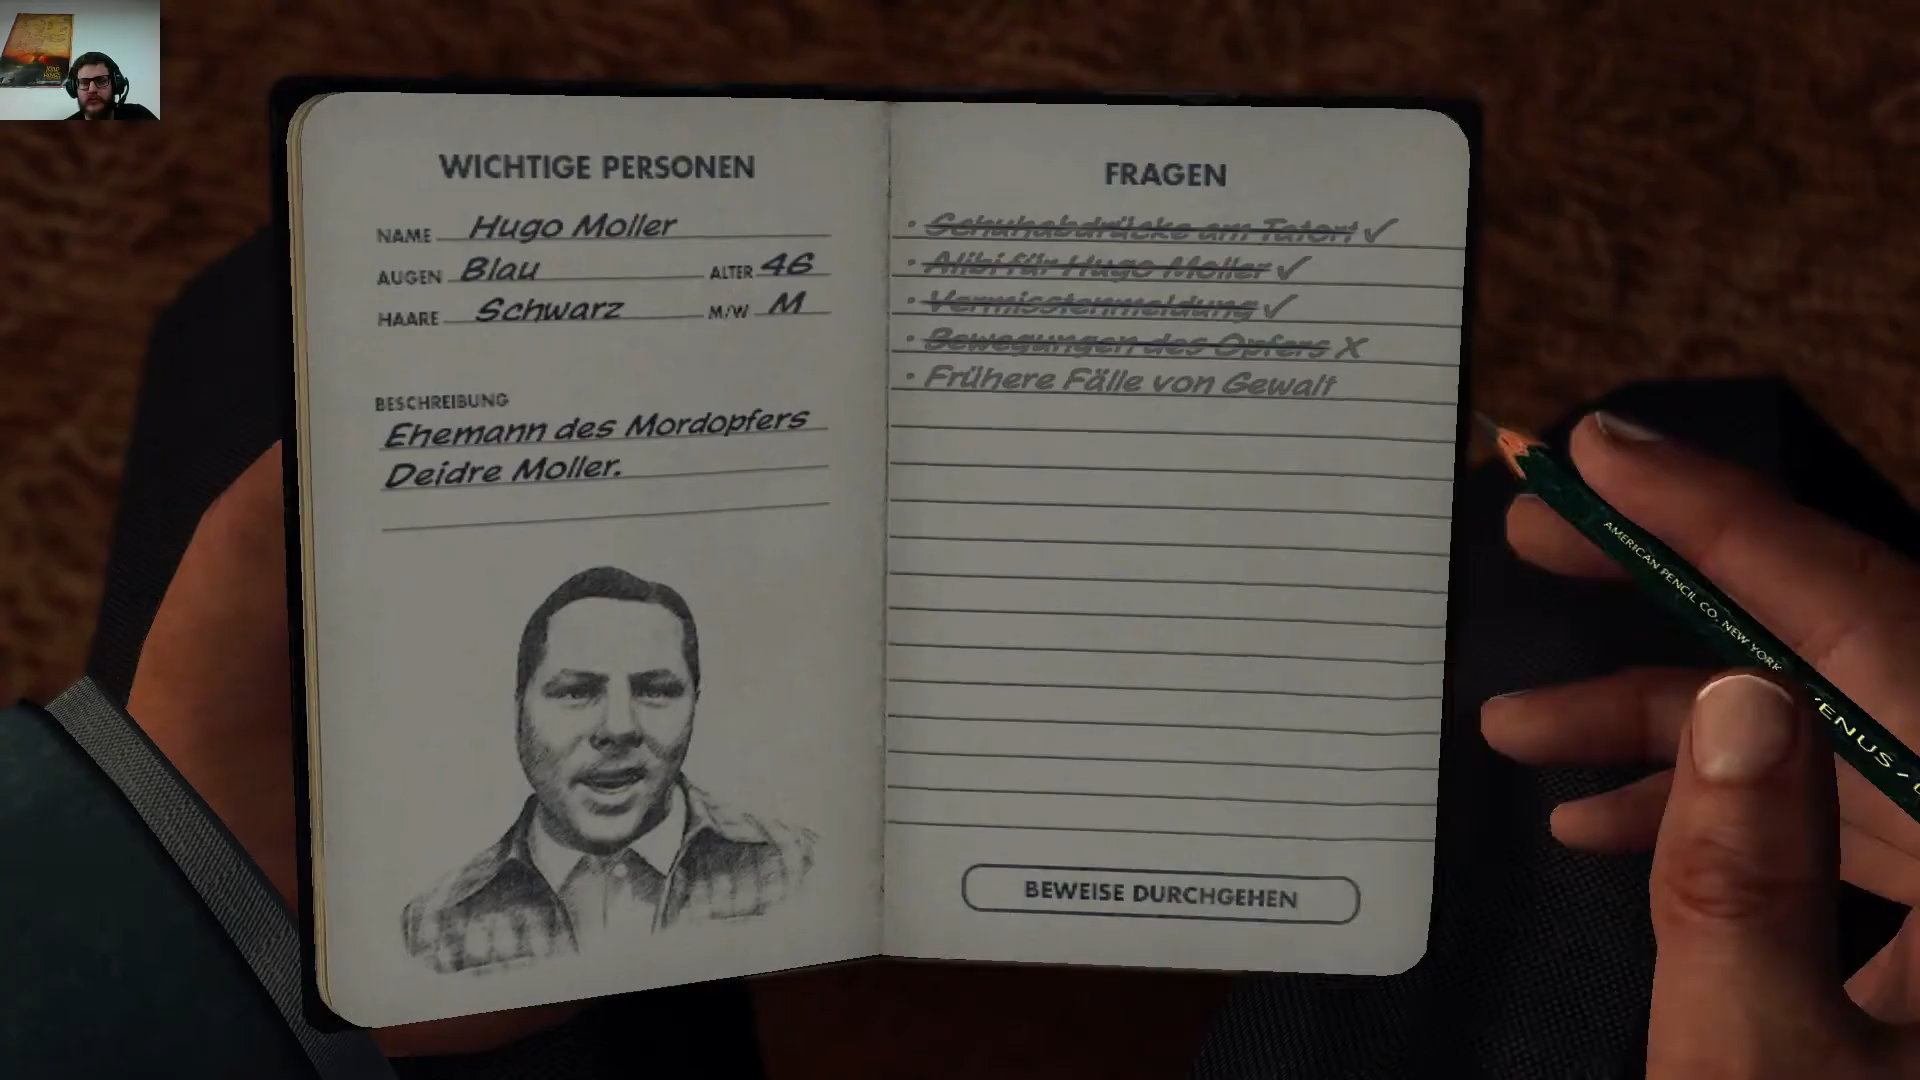 WICHTIGE PERSONEN
NAME Hugo Moller
AUGEN Blau ALTER 46
HAARE Schwarz M/W M
BESCHREIBUNG
Ehemann des Mordopfers
Deidre Moller.
FRAGEN
· Schuhabdrücke am Tatort ✓
· Alibi für Hugo Moller ✓
· Vermisstenmeldung ✓
· Bewegungen des Opfers X
· Frühere Fälle von Gewalt
BEWEISE DURCHGEHEN
AMERICAN PENCIL CO. NEW YORK